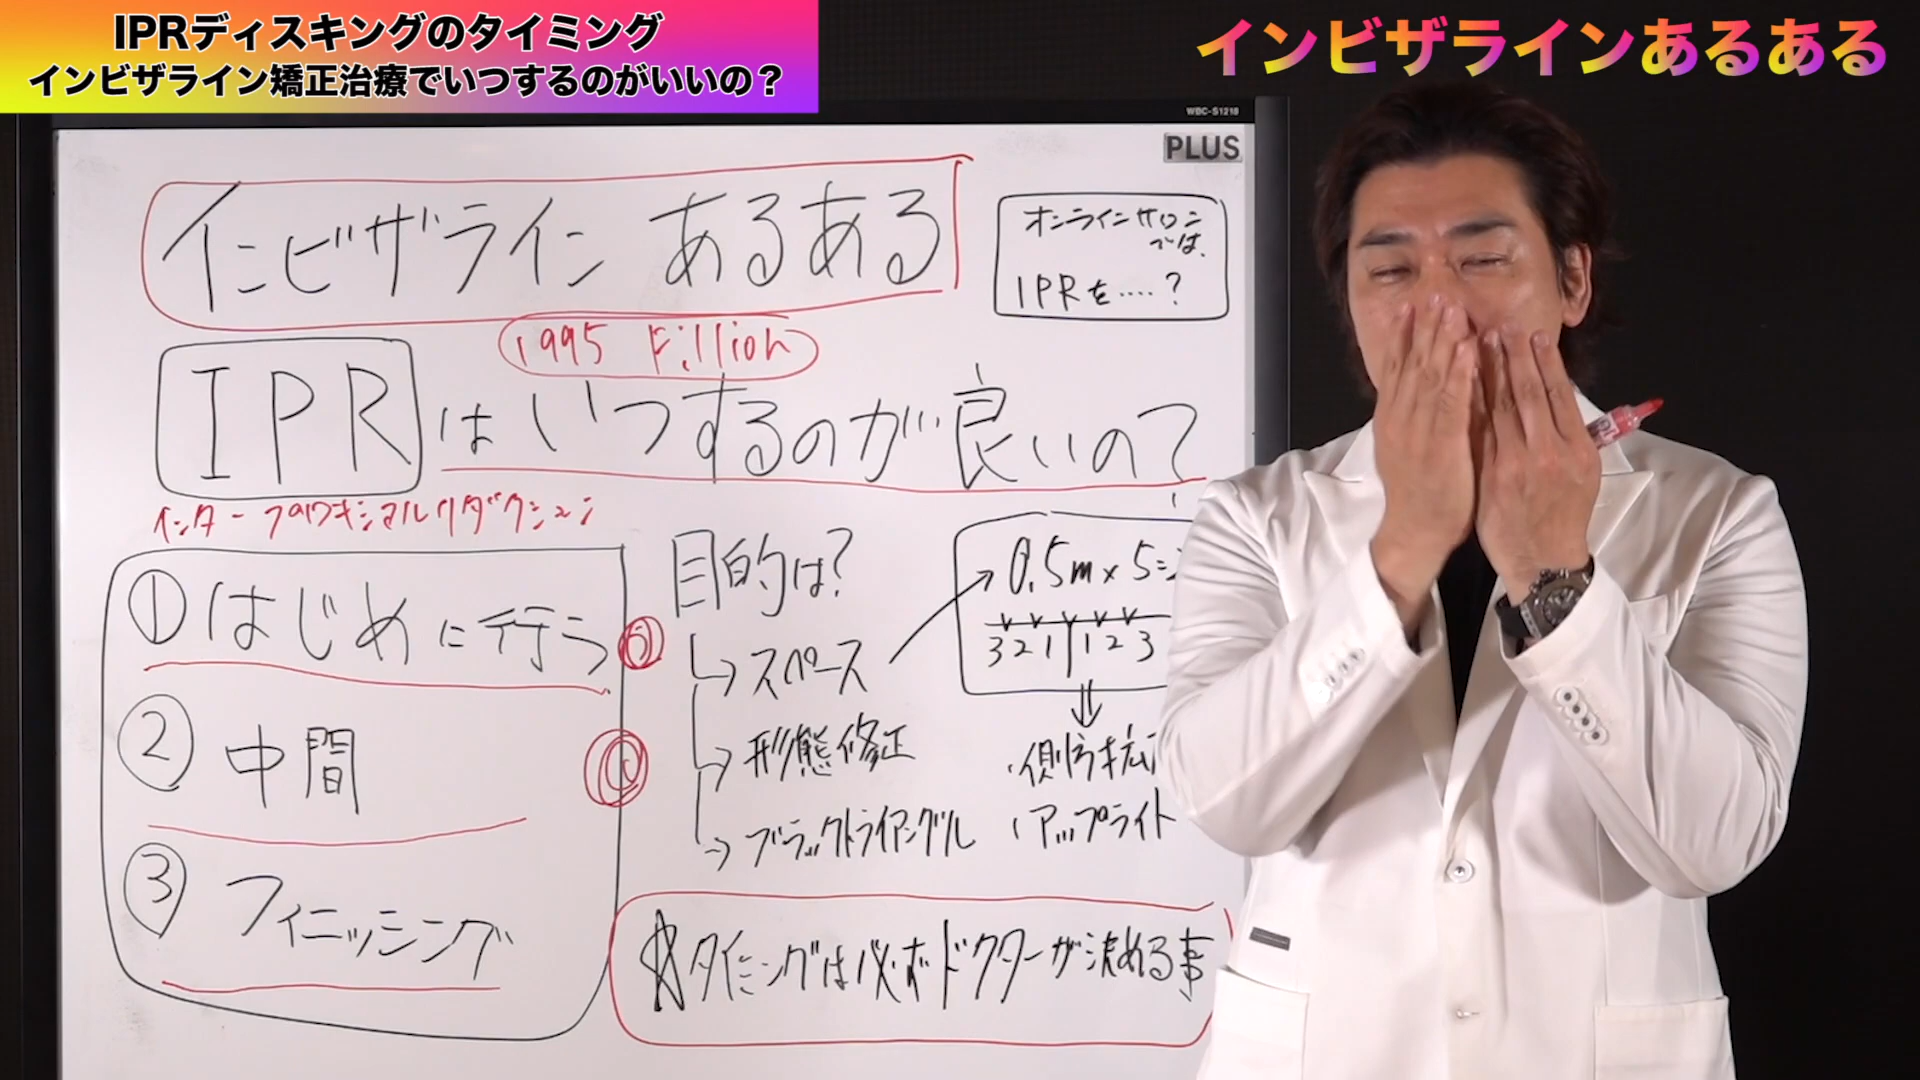 IPRディスキングのタイミング
インビザライン矯正治療でいつするのがいいの？
インビザラインあるある
WBC-S1218
PLUS
インビザライン あるある
オンラインサロン
では、
IPRを……?
1995 Fillion
IPRはいつするのが良いの?
インタープロキシマルリダクション
①はじめに行う
②中間
③フィニッシング
目的は?
→スペース
→形態修正
→ブラックトライアングル
0.5m×5=
321 123
・側方拡
・アップライト
タイミングは必ずドクターが決める事